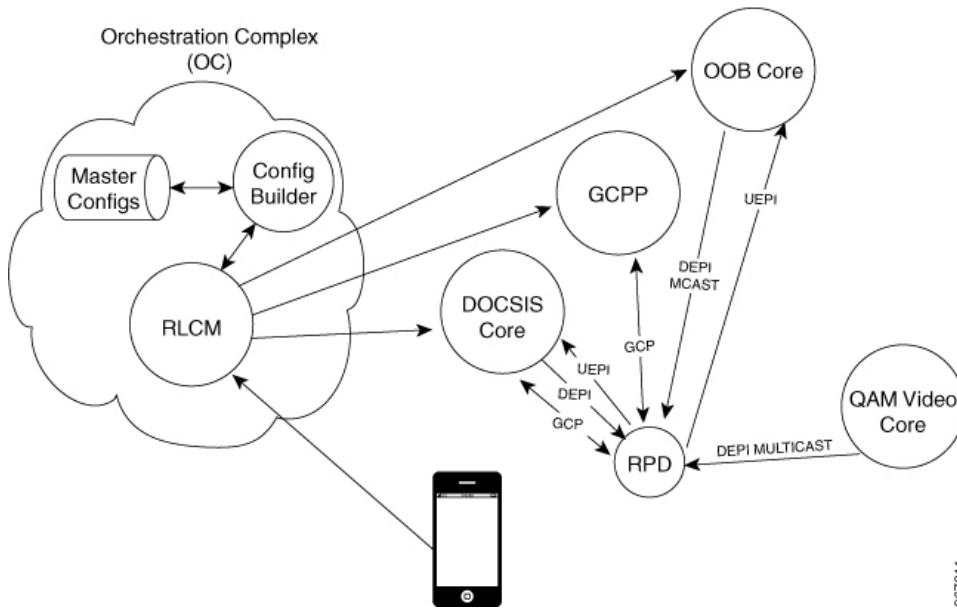 Orchestration Complex
(OC)
OOB Core
Master
Configs
Config
Builder
GCPP
UEPI
DEPI
MCAST
RLCM
DOCSIS
Core
GCP
UEPI
DEPI
GCP
QAM Video
Core
RPD
DEPI MULTICAST